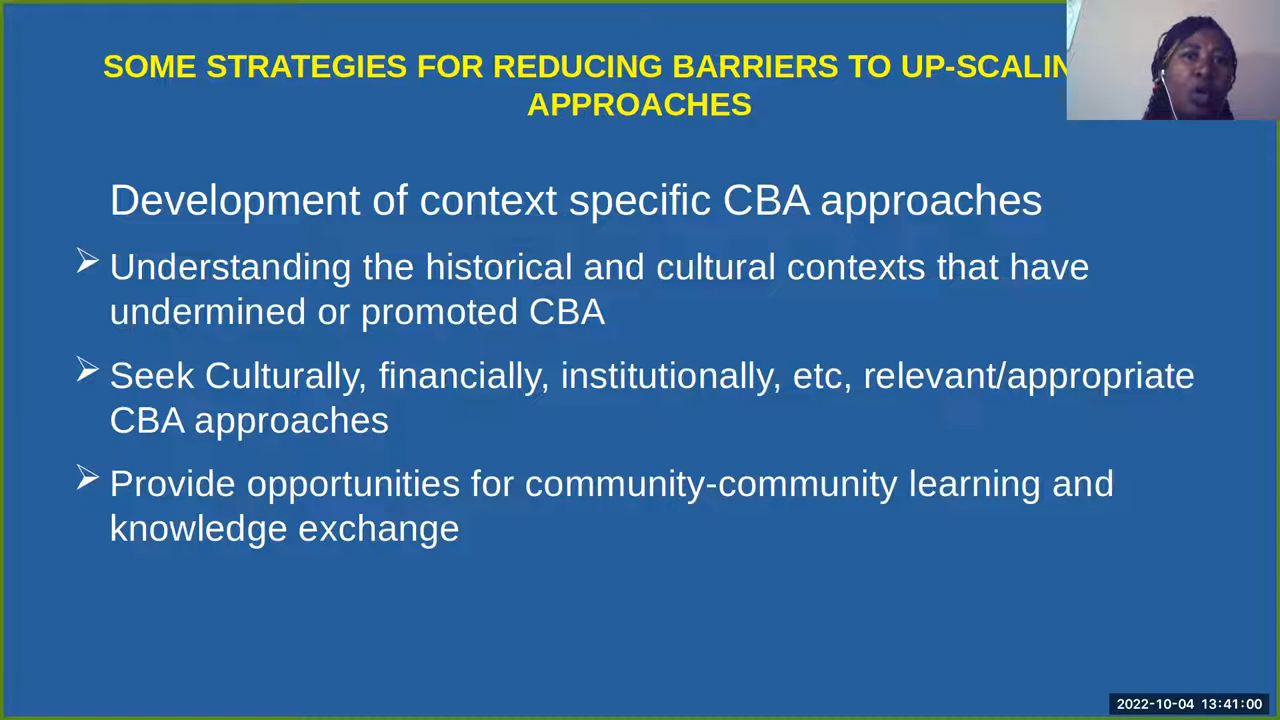 SOME STRATEGIES FOR REDUCING BARRIERS TO UP-SCALIN
APPROACHES
Development of context specific CBA approaches
➢ Understanding the historical and cultural contexts that have
undermined or promoted CBA
➢ Seek Culturally, financially, institutionally, etc, relevant/appropriate
CBA approaches
➢ Provide opportunities for community-community learning and
knowledge exchange
2022-10-04 13:41:00